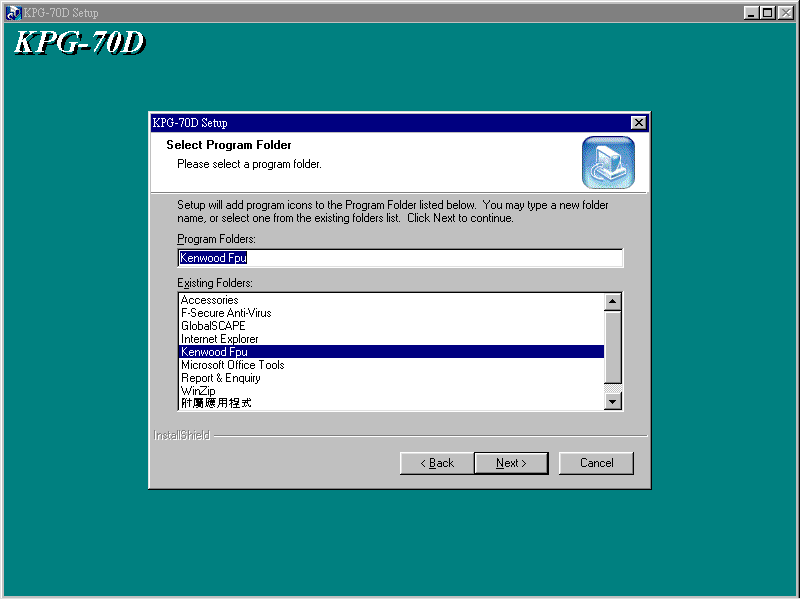 KPG-70D Setup
KPG-70D
KPG-70D Setup
Select Program Folder
Please select a program folder.
Setup will add program icons to the Program Folder listed below.  You may type a new folder
name, or select one from the existing folders list.  Click Next to continue.
Program Folders:
Kenwood Fpu
Existing Folders:
Accessories
F-Secure Anti-Virus
GlobalSCAPE
Internet Explorer
Kenwood Fpu
Microsoft Office Tools
Report & Enquiry
WinZip
附屬應用程式
InstallShield
< Back
Next >
Cancel